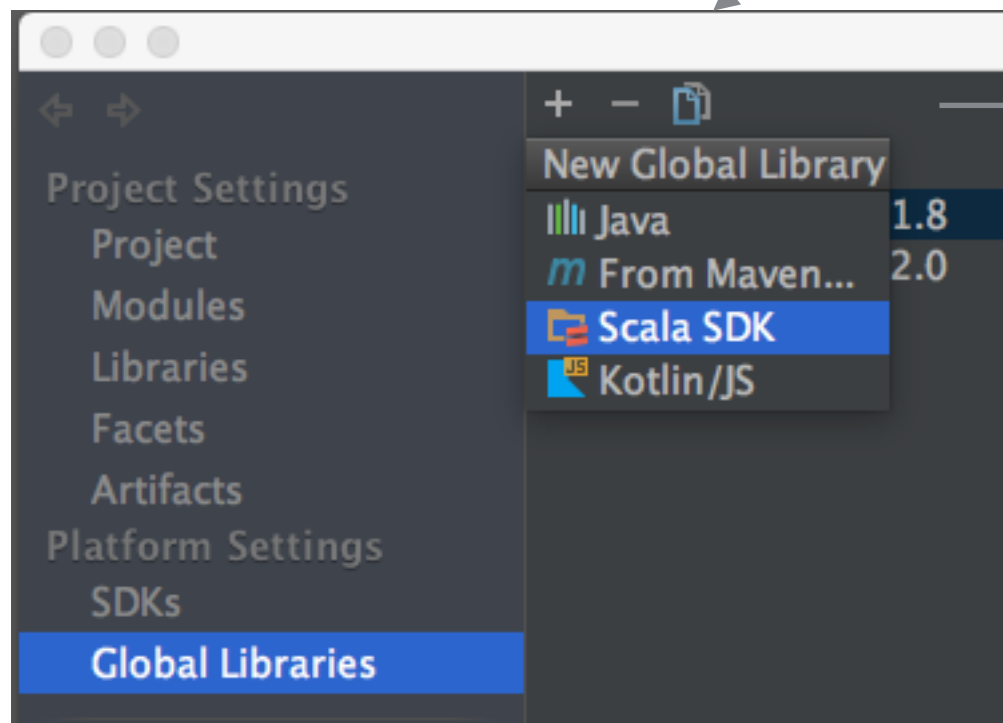 Project Settings
Project
Modules
Libraries
Facets
Artifacts
Platform Settings
SDKs
Global Libraries
New Global Library
Java
1.8
From Maven...
2.0
Scala SDK
JS
Kotlin/JS